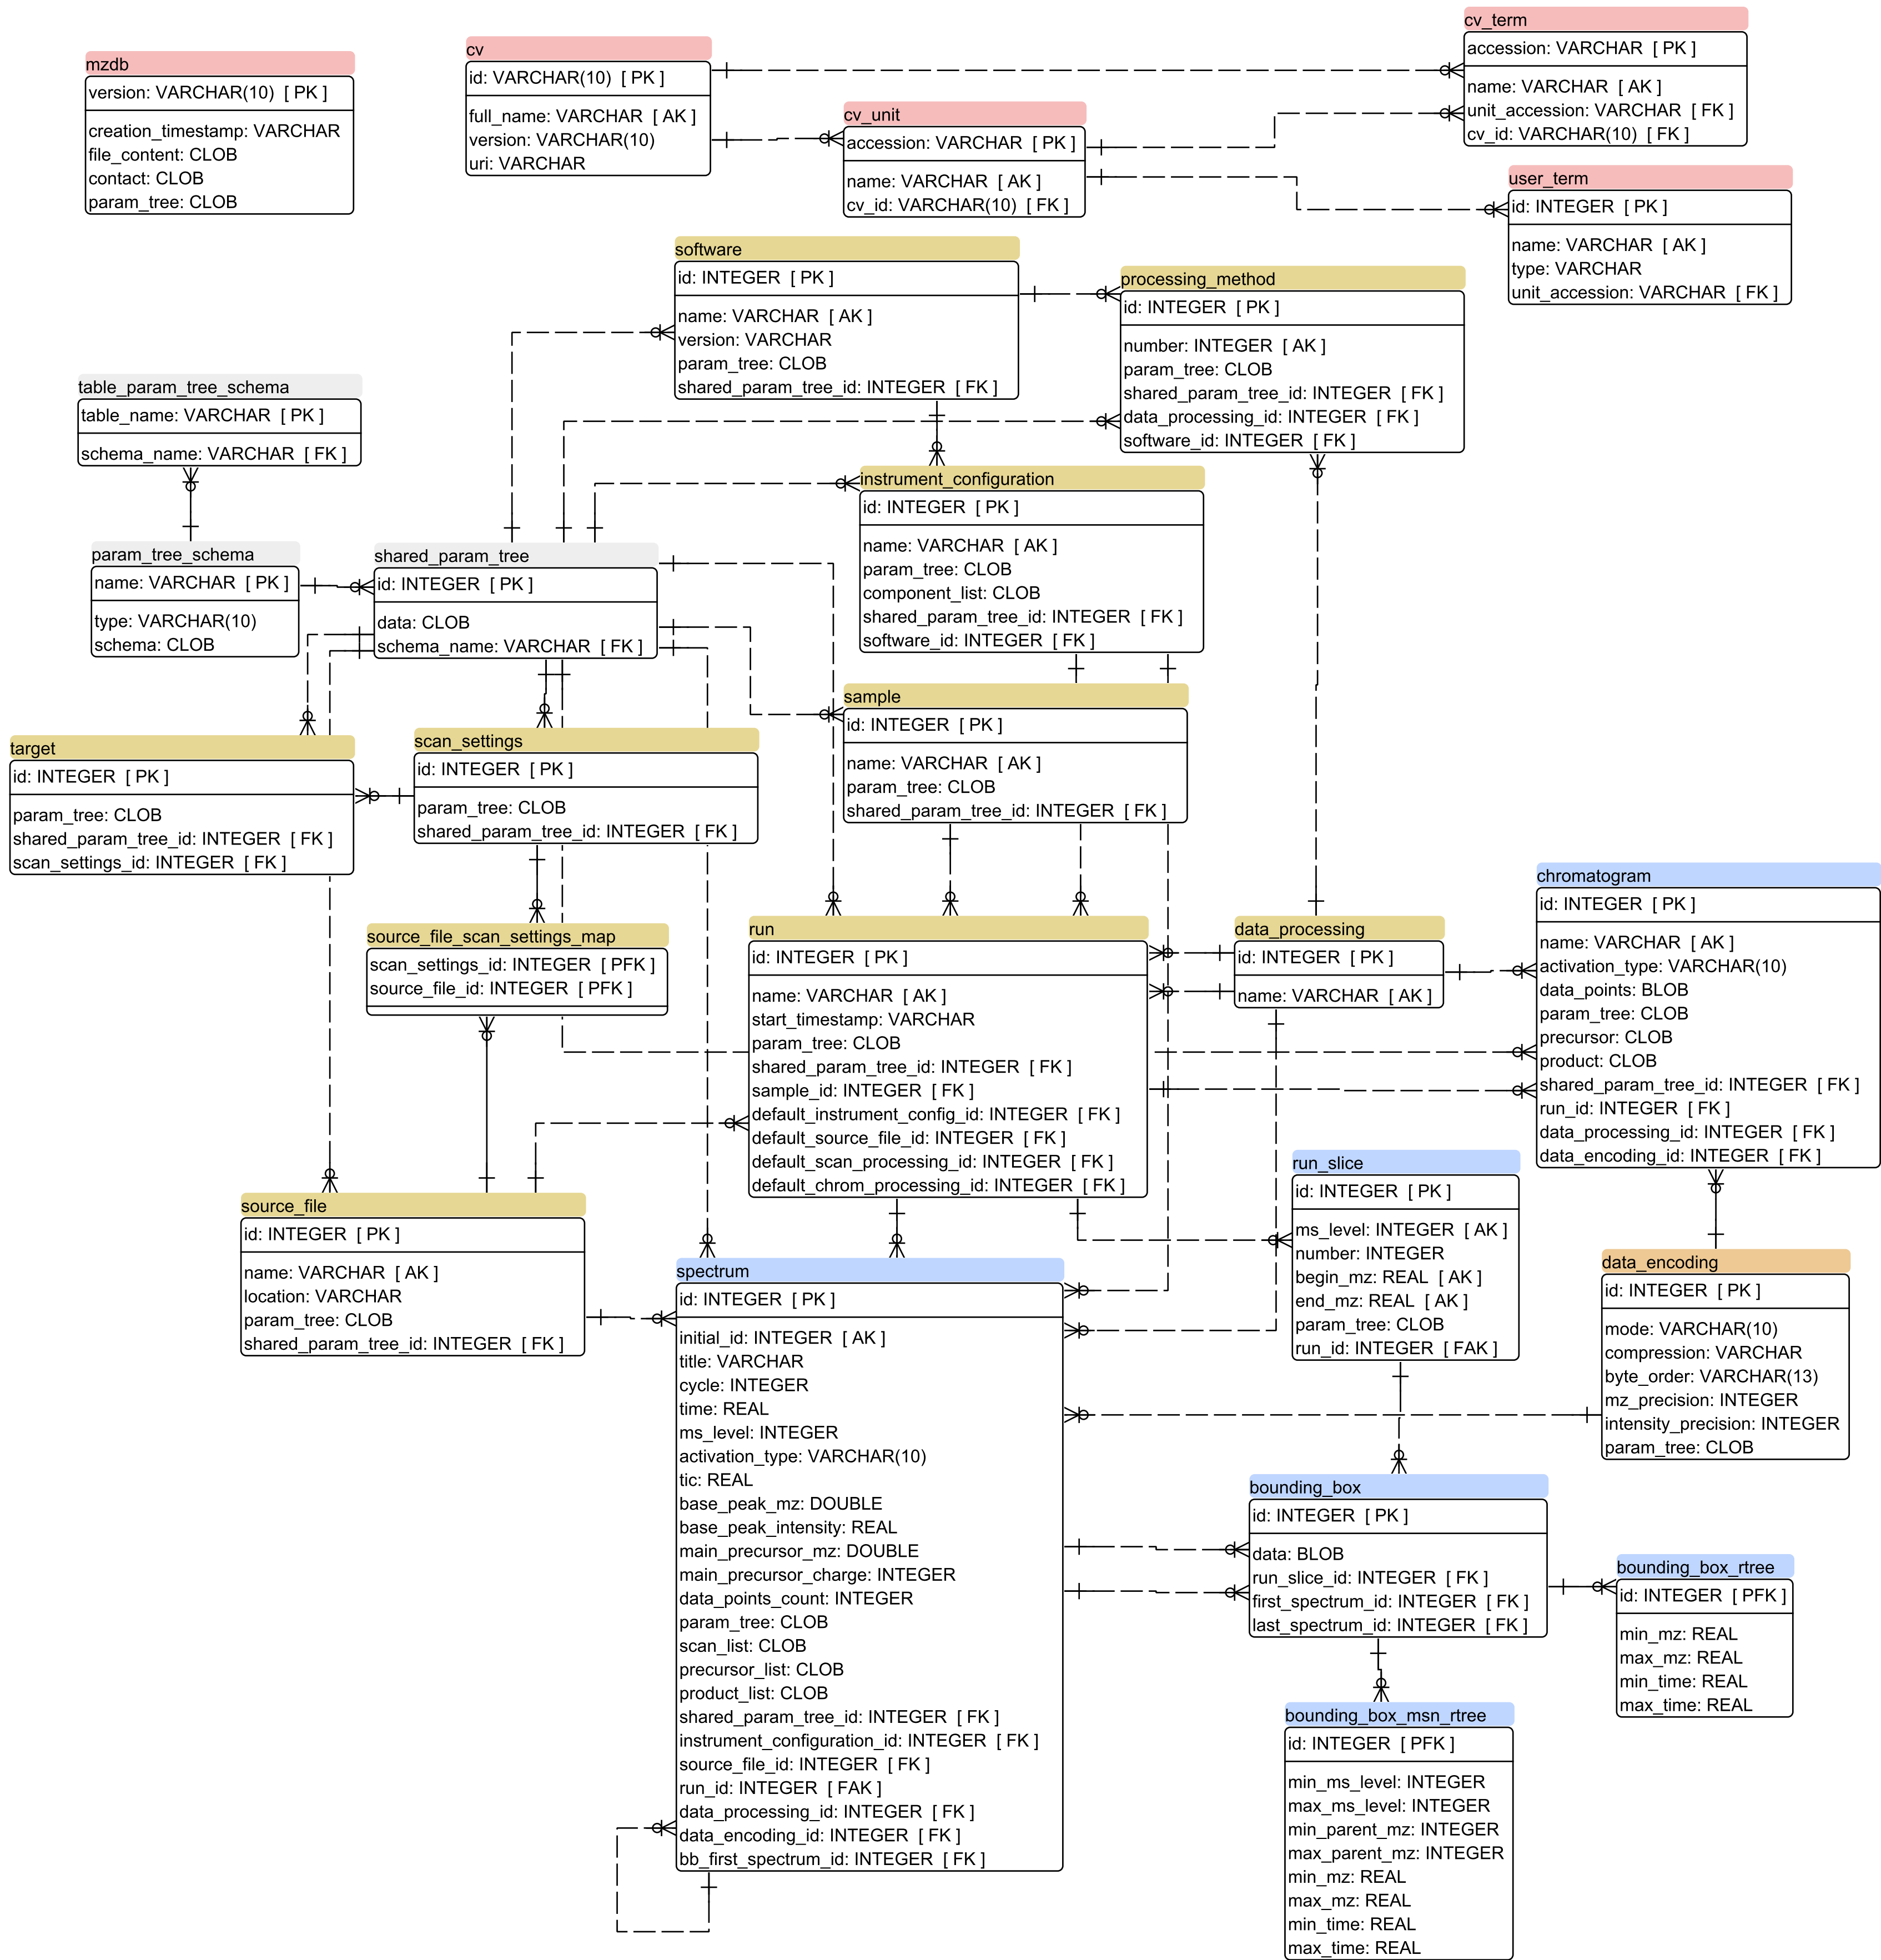 mzdb
version: VARCHAR(10) [ PK ]
creation_timestamp: VARCHAR
file_content: CLOB
contact: CLOB
param_tree: CLOB
cv
id: VARCHAR(10) [ PK ]
full_name: VARCHAR [ AK ]
version: VARCHAR(10)
uri: VARCHAR
cv_unit
accession: VARCHAR [ PK ]
name: VARCHAR [ AK ]
cv_id: VARCHAR(10) [ FK ]
cv_term
accession: VARCHAR [ PK ]
name: VARCHAR [ AK ]
unit_accession: VARCHAR [ FK ]
cv_id: VARCHAR(10) [ FK ]
user_term
id: INTEGER [ PK ]
name: VARCHAR [ AK ]
type: VARCHAR
unit_accession: VARCHAR [ FK ]
software
id: INTEGER [ PK ]
name: VARCHAR [ AK ]
version: VARCHAR
param_tree: CLOB
shared_param_tree_id: INTEGER [ FK ]
processing_method
id: INTEGER [ PK ]
number: INTEGER [ AK ]
param_tree: CLOB
shared_param_tree_id: INTEGER [ FK ]
data_processing_id: INTEGER [ FK ]
software_id: INTEGER [ FK ]
table_param_tree_schema
table_name: VARCHAR [ PK ]
schema_name: VARCHAR [ FK ]
instrument_configuration
id: INTEGER [ PK ]
name: VARCHAR [ AK ]
param_tree: CLOB
component_list: CLOB
shared_param_tree_id: INTEGER [ FK ]
software_id: INTEGER [ FK ]
param_tree_schema
name: VARCHAR [ PK ]
type: VARCHAR(10)
schema: CLOB
shared_param_tree
id: INTEGER [ PK ]
data: CLOB
schema_name: VARCHAR [ FK ]
sample
id: INTEGER [ PK ]
name: VARCHAR [ AK ]
param_tree: CLOB
shared_param_tree_id: INTEGER [ FK ]
target
id: INTEGER [ PK ]
param_tree: CLOB
shared_param_tree_id: INTEGER [ FK ]
scan_settings_id: INTEGER [ FK ]
scan_settings
id: INTEGER [ PK ]
param_tree: CLOB
shared_param_tree_id: INTEGER [ FK ]
source_file_scan_settings_map
scan_settings_id: INTEGER [ PFK ]
source_file_id: INTEGER [ PFK ]
run
id: INTEGER [ PK ]
name: VARCHAR [ AK ]
start_timestamp: VARCHAR
param_tree: CLOB
shared_param_tree_id: INTEGER [ FK ]
sample_id: INTEGER [ FK ]
default_instrument_config_id: INTEGER [ FK ]
default_source_file_id: INTEGER [ FK ]
default_scan_processing_id: INTEGER [ FK ]
default_chrom_processing_id: INTEGER [ FK ]
data_processing
id: INTEGER [ PK ]
name: VARCHAR [ AK ]
chromatogram
id: INTEGER [ PK ]
name: VARCHAR [ AK ]
activation_type: VARCHAR(10)
data_points: BLOB
param_tree: CLOB
precursor: CLOB
product: CLOB
shared_param_tree_id: INTEGER [ FK ]
run_id: INTEGER [ FK ]
data_processing_id: INTEGER [ FK ]
data_encoding_id: INTEGER [ FK ]
source_file
id: INTEGER [ PK ]
name: VARCHAR [ AK ]
location: VARCHAR
param_tree: CLOB
shared_param_tree_id: INTEGER [ FK ]
run_slice
id: INTEGER [ PK ]
ms_level: INTEGER [ AK ]
number: INTEGER
begin_mz: REAL [ AK ]
end_mz: REAL [ AK ]
param_tree: CLOB
run_id: INTEGER [ FAK ]
data_encoding
id: INTEGER [ PK ]
mode: VARCHAR(10)
compression: VARCHAR
byte_order: VARCHAR(13)
mz_precision: INTEGER
intensity_precision: INTEGER
param_tree: CLOB
spectrum
id: INTEGER [ PK ]
initial_id: INTEGER [ AK ]
title: VARCHAR
cycle: INTEGER
time: REAL
ms_level: INTEGER
activation_type: VARCHAR(10)
tic: REAL
base_peak_mz: DOUBLE
base_peak_intensity: REAL
main_precursor_mz: DOUBLE
main_precursor_charge: INTEGER
data_points_count: INTEGER
param_tree: CLOB
scan_list: CLOB
precursor_list: CLOB
product_list: CLOB
shared_param_tree_id: INTEGER [ FK ]
instrument_configuration_id: INTEGER [ FK ]
source_file_id: INTEGER [ FK ]
run_id: INTEGER [ FAK ]
data_processing_id: INTEGER [ FK ]
data_encoding_id: INTEGER [ FK ]
bb_first_spectrum_id: INTEGER [ FK ]
bounding_box
id: INTEGER [ PK ]
data: BLOB
run_slice_id: INTEGER [ FK ]
first_spectrum_id: INTEGER [ FK ]
last_spectrum_id: INTEGER [ FK ]
bounding_box_rtree
id: INTEGER [ PFK ]
min_mz: REAL
max_mz: REAL
min_time: REAL
max_time: REAL
bounding_box_msn_rtree
id: INTEGER [ PFK ]
min_ms_level: INTEGER
max_ms_level: INTEGER
min_parent_mz: INTEGER
max_parent_mz: INTEGER
min_mz: REAL
max_mz: REAL
min_time: REAL
max_time: REAL